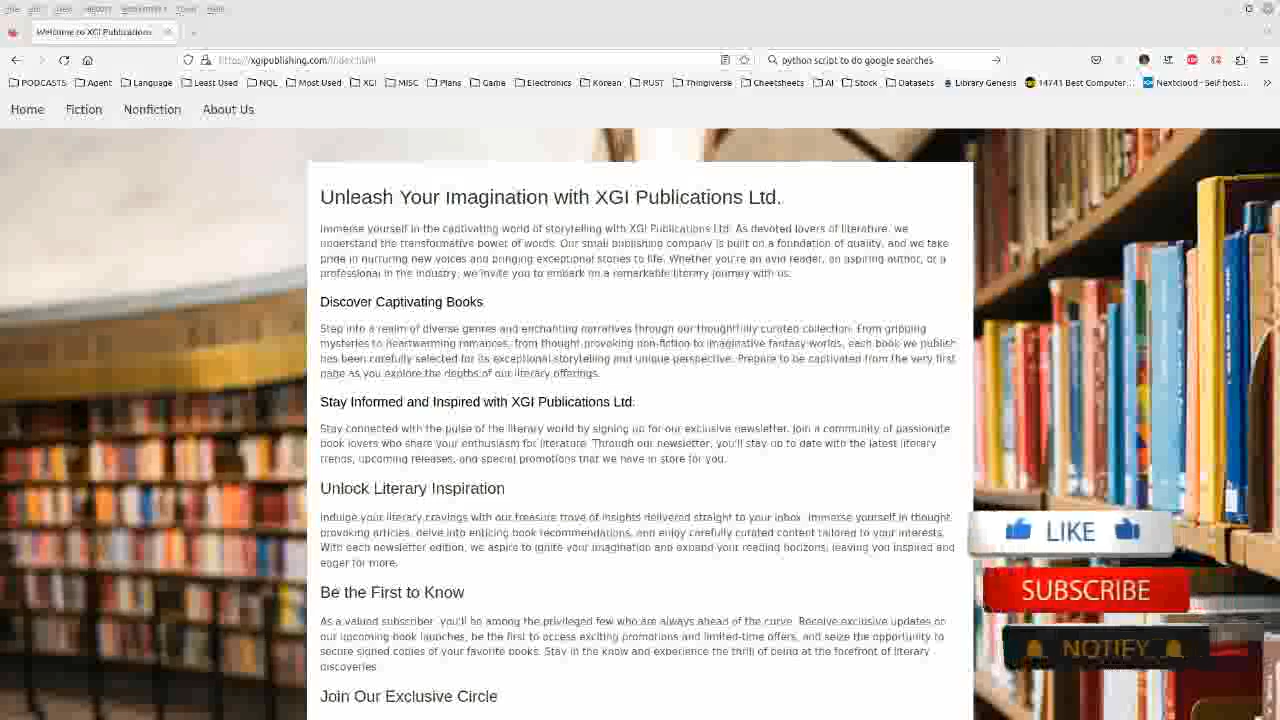 File Edit View History Bookmarks Tools Help
Welcome to XGI Publications
https://xgipublishing.com/index.html
python script to do google searches
PODCASTS Agent Language Least Used NQL Most Used XGI MISC Plans Game Electronics Korean RUST Thingiverse Cheetsheets AI Stock Datasets Library Genesis 14741 Best Computer... Nextcloud - Self host...
Home Fiction Nonfiction About Us
Unleash Your Imagination with XGI Publications Ltd.
Immerse yourself in the captivating world of storytelling with XGI Publications Ltd. As devoted lovers of literature, we
understand the transformative power of words. Our small publishing company is built on a foundation of quality, and we take
pride in nurturing new voices and bringing exceptional stories to life. Whether you're an avid reader, an aspiring author, or a
professional in the industry, we invite you to embark on a remarkable literary journey with us.
Discover Captivating Books
Step into a realm of diverse genres and enchanting narratives through our thoughtfully curated collection. From gripping
mysteries to heartwarming romances, from thought-provoking non-fiction to imaginative fantasy worlds, each book we publish
has been carefully selected for its exceptional storytelling and unique perspective. Prepare to be captivated from the very first
page as you explore the depths of our literary offerings.
Stay Informed and Inspired with XGI Publications Ltd.
Stay connected with the pulse of the literary world by signing up for our exclusive newsletter. Join a community of passionate
book lovers who share your enthusiasm for literature. Through our newsletter, you'll stay up to date with the latest literary
trends, upcoming releases, and special promotions that we have in store for you.
Unlock Literary Inspiration
Indulge your literary cravings with our treasure trove of insights delivered straight to your inbox. Immerse yourself in thought-
provoking articles, delve into enticing book recommendations, and enjoy carefully curated content tailored to your interests.
With each newsletter edition, we aspire to ignite your imagination and expand your reading horizons, leaving you inspired and
eager for more.
LIKE
SUBSCRIBE
Be the First to Know
As a valued subscriber, you'll be among the privileged few who are always ahead of the curve. Receive exclusive updates on
our upcoming book launches, be the first to access exciting promotions and limited-time offers, and seize the opportunity to
secure signed copies of your favorite books. Stay in the know and experience the thrill of being at the forefront of literary
discoveries.
NOTIFY
Join Our Exclusive Circle